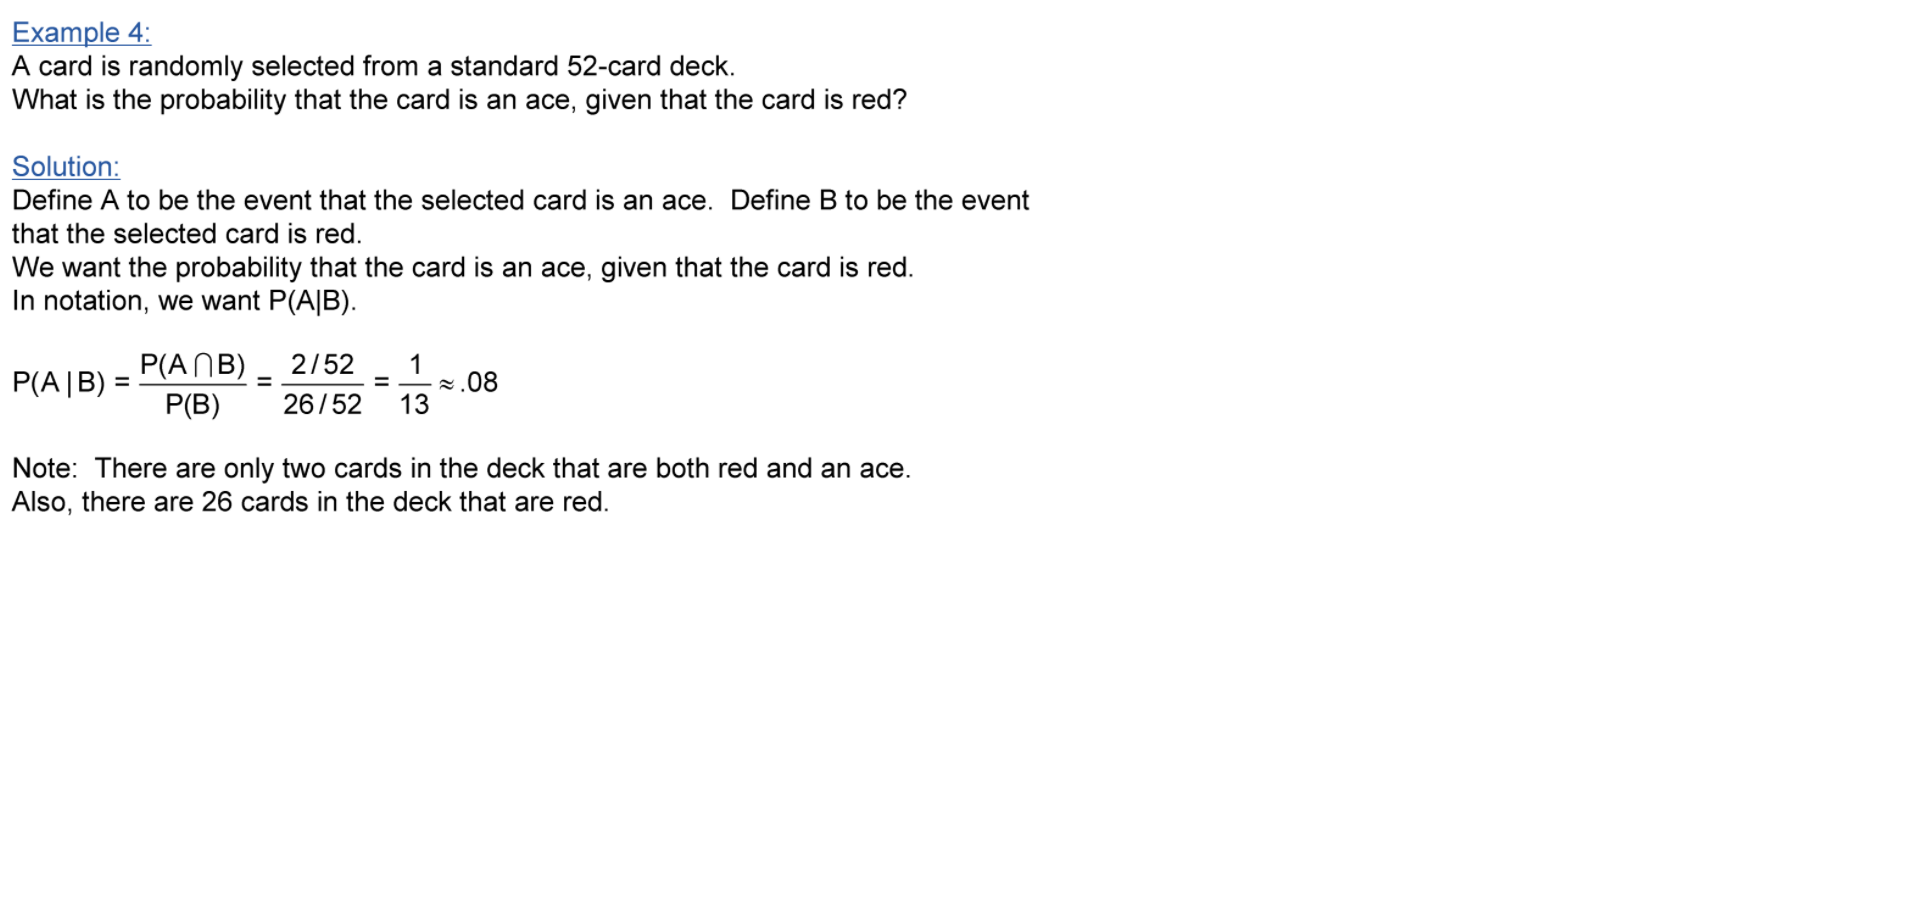 Example 4:
A card is randomly selected from a standard 52-card deck.
What is the probability that the card is an ace, given that the card is red?
Solution:
Define A to be the event that the selected card is an ace.  Define B to be the event
that the selected card is red.
We want the probability that the card is an ace, given that the card is red.
In notation, we want P(A|B).
P(A | B) = P(A ∩ B) / P(B) = (2 / 52) / (26 / 52) = 1 / 13 ≈ .08
Note:  There are only two cards in the deck that are both red and an ace.
Also, there are 26 cards in the deck that are red.